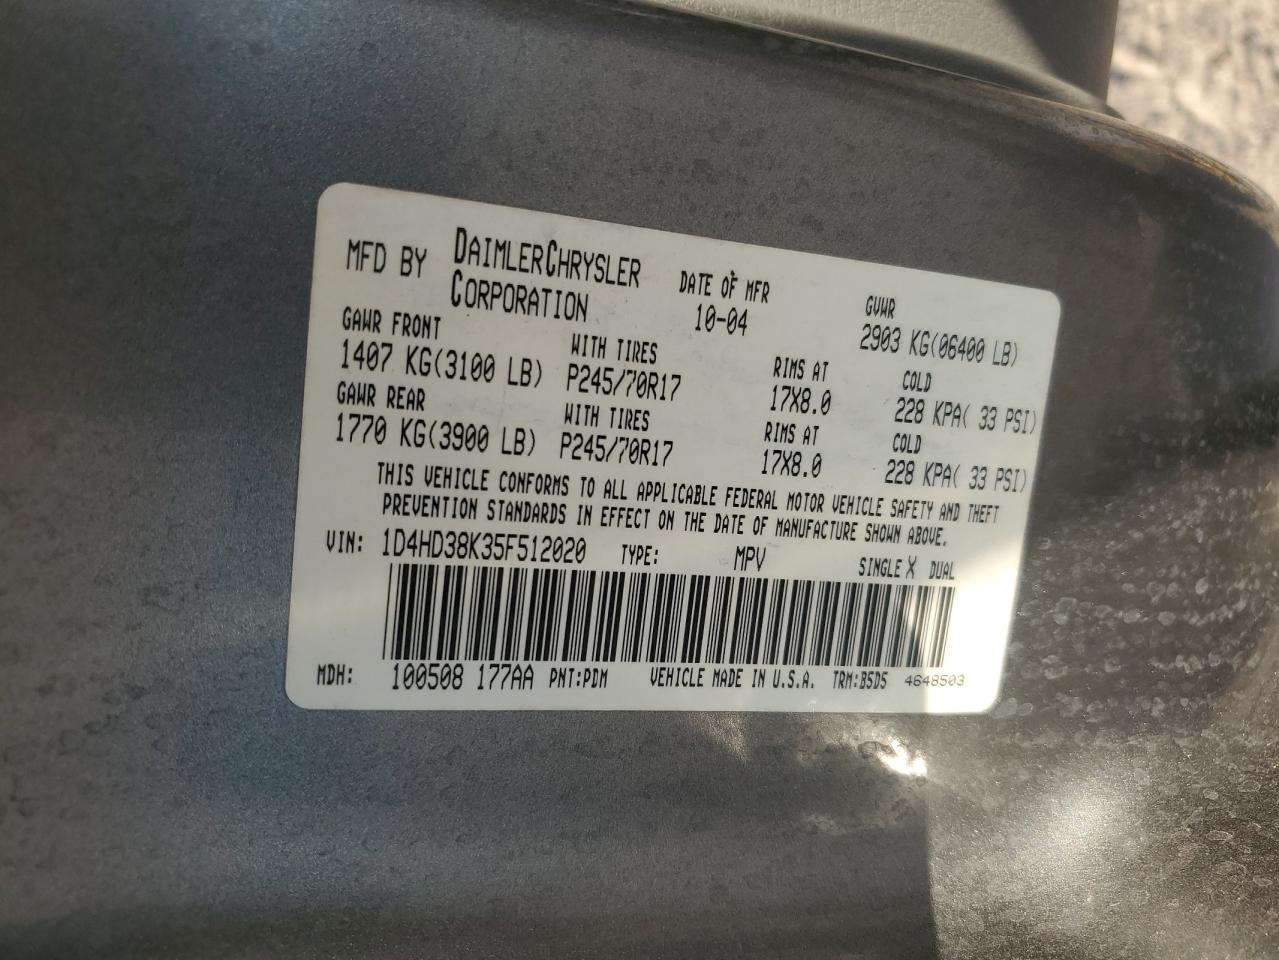 MFD BY DAIMLERCHRYSLER CORPORATION DATE OF MFR 10-04 GVWR 2903 KG(06400 LB)
GAWR FRONT WITH TIRES RIMS AT COLD
1407 KG(3100 LB) P245/70R17 17X8.0 228 KPA( 33 PSI)
GAWR REAR WITH TIRES RIMS AT COLD
1770 KG(3900 LB) P245/70R17 17X8.0 228 KPA( 33 PSI)
THIS VEHICLE CONFORMS TO ALL APPLICABLE FEDERAL MOTOR VEHICLE SAFETY AND THEFT
PREVENTION STANDARDS IN EFFECT ON THE DATE OF MANUFACTURE SHOWN ABOVE.
VIN: 1D4HD38K35F512020 TYPE: MPV SINGLE X DUAL
MDH: 100508 177AA PNT:PDM VEHICLE MADE IN U.S.A. TRM:B5D5 4648503